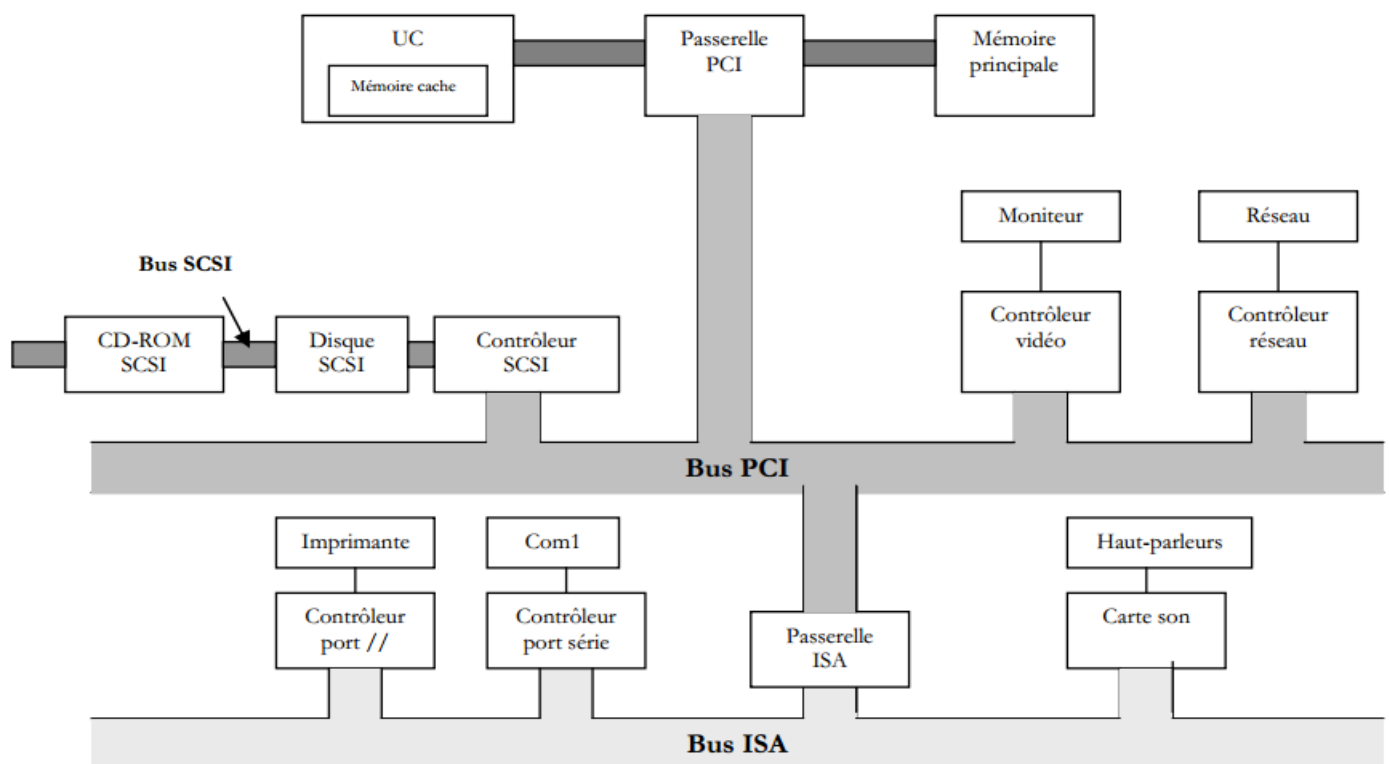 UC
Mémoire cache
Passerelle
PCI
Mémoire
principale
Moniteur
Réseau
Bus SCSI
CD-ROM
SCSI
Disque
SCSI
Contrôleur
SCSI
Contrôleur
vidéo
Contrôleur
réseau
Bus PCI
Imprimante
Com1
Haut-parleurs
Contrôleur
port //
Contrôleur
port série
Passerelle
ISA
Carte son
Bus ISA